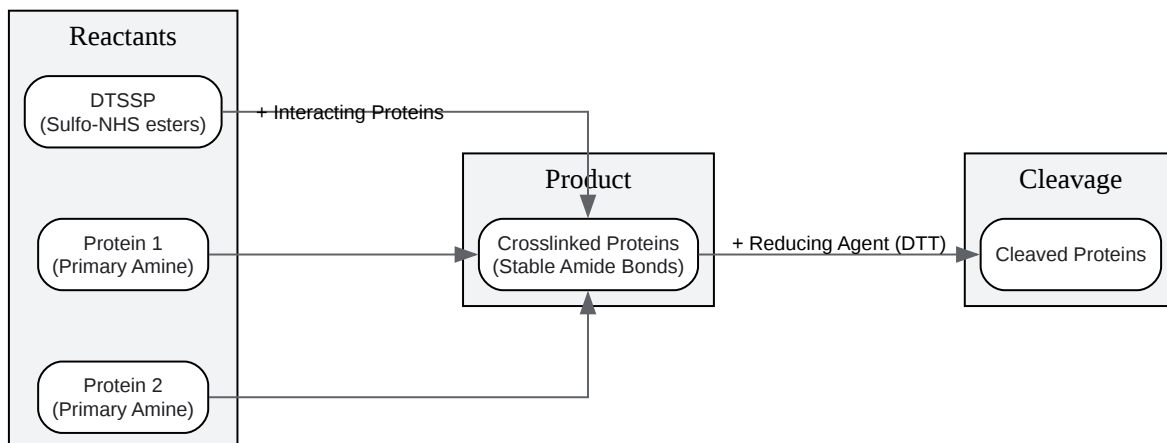 Reactants
DTSSP
(Sulfo-NHS esters)
+ Interacting Proteins
Protein 1
(Primary Amine)
Protein 2
(Primary Amine)
Product
Crosslinked Proteins
(Stable Amide Bonds)
+ Reducing Agent (DTT)
Cleavage
Cleaved Proteins